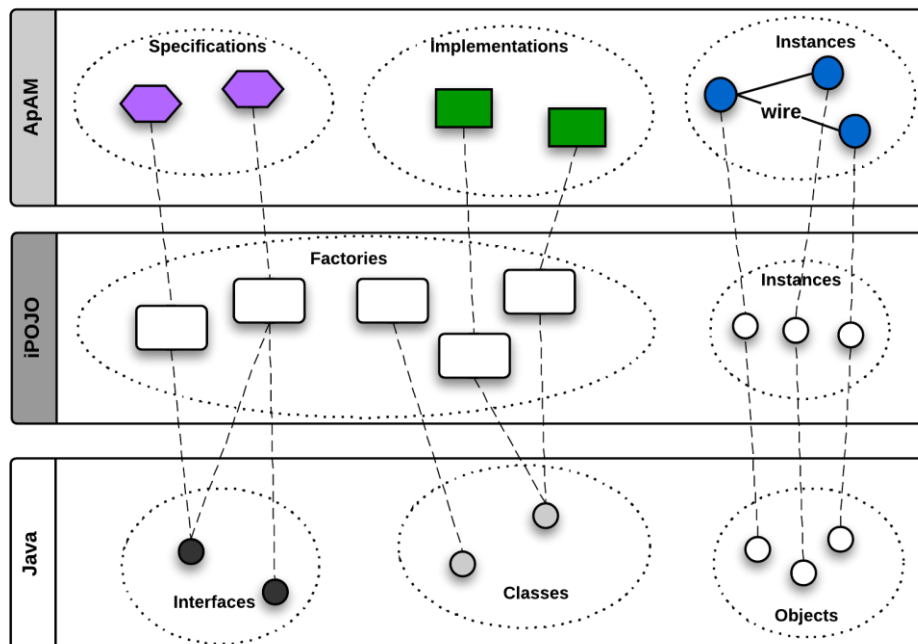 ApAM
Specifications
Implementations
Instances
wire
iPOJO
Factories
Instances
Java
Interfaces
Classes
Objects